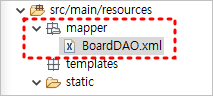 src/main/resources
mapper
BoardDAO.xml
templates
static